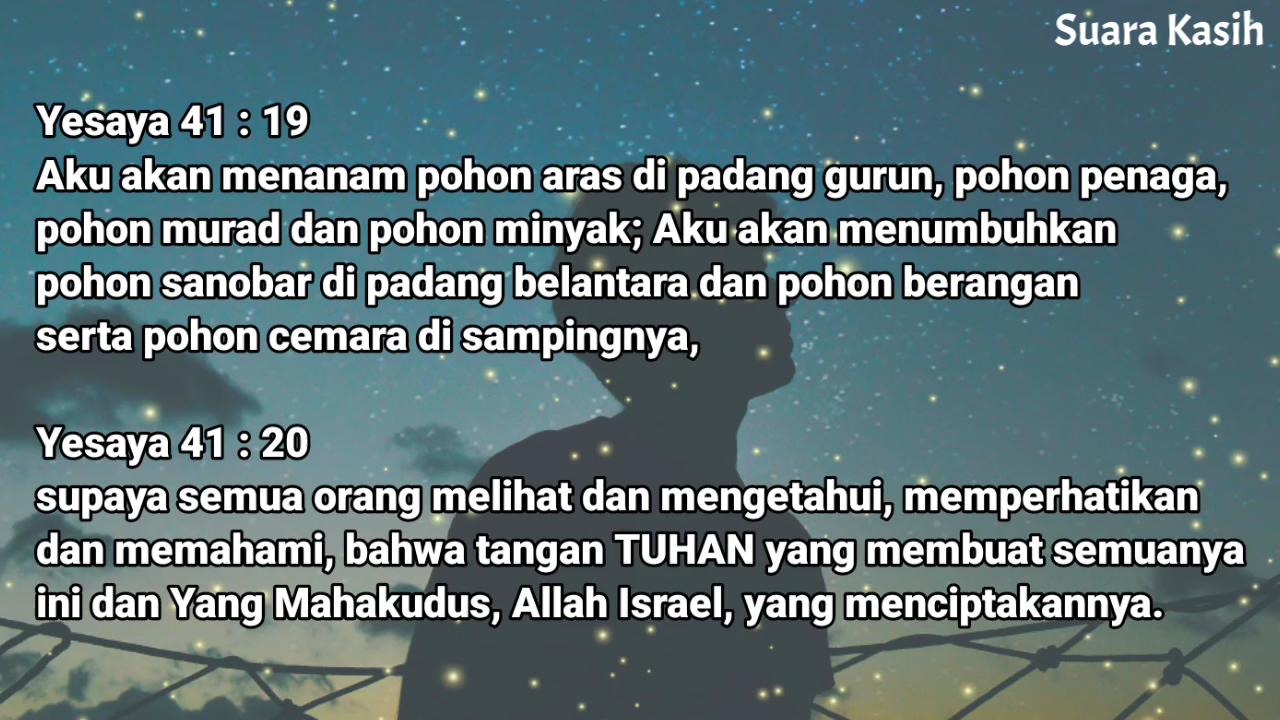 Suara Kasih
Yesaya 41 : 19
Aku akan menanam pohon aras di padang gurun, pohon penaga,
pohon murad dan pohon minyak; Aku akan menumbuhkan
pohon sanobar di padang belantara dan pohon berangan
serta pohon cemara di sampingnya,
Yesaya 41 : 20
supaya semua orang melihat dan mengetahui, memperhatikan
dan memahami, bahwa tangan TUHAN yang membuat semuanya
ini dan Yang Mahakudus, Allah Israel, yang menciptakannya.